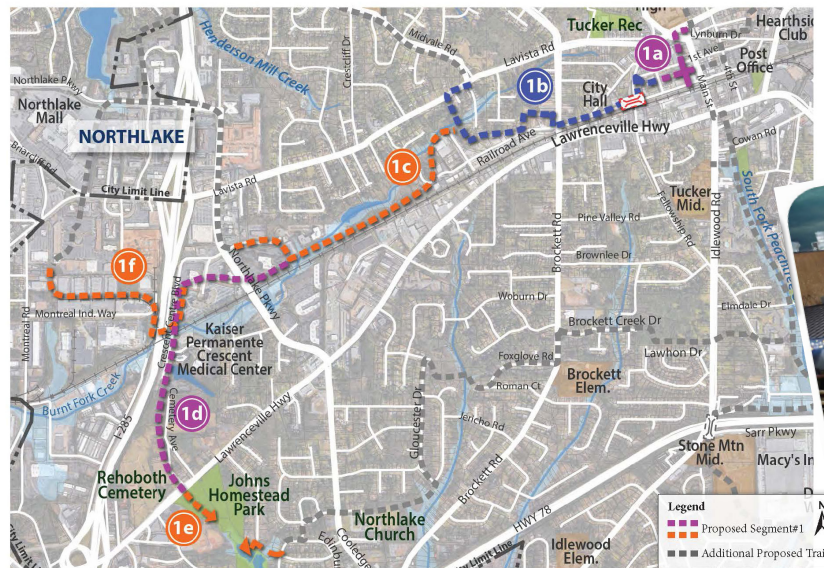 High
Tucker Rec
Hearthside
Club
Lynburn Dr
1st Ave
1a
Post
Office
4th St
Main St
Midvale Rd
Lavista Rd
Crestcliff Dr
Henderson Mill Creek
1b
City
Hall
Northlake Pkwy
Northlake
Mall
NORTHLAKE
Briarcliff Rd
City Limit Line
Lavista Rd
1c
Railroad Ave
Lawrenceville Hwy
Cowan Rd
Tucker
Mid.
Fellowship Rd
Idlewood Rd
South Fork Peachtree
Pine Valley Rd
Brockett Rd
Brownlee Dr
1f
Northlake Pkwy
Montreal Rd
Montreal Ind. Way
Crescent Centre Blvd
Kaiser
Permanente
Crescent
Medical Center
Woburn Dr
Elmdale Dr
Brockett Creek Dr
Foxglove Rd
Lawhon Dr
Roman Ct
Brockett
Elem.
Burnt Fork Creek
I-285
1d
Cemetery Ave
Lawrenceville Hwy
Gloucester Dr
Jericho Rd
Brockett Rd
Stone Mtn
Mid.
Sarr Pkwy
Macy's
Rehoboth
Cemetery
Johns
Homestead
Park
1e
Northlake
Church
HWY 78
City Limit Line
Idlewood
Elem.
Legend
N
Proposed Segment#1
Additional Proposed Trai